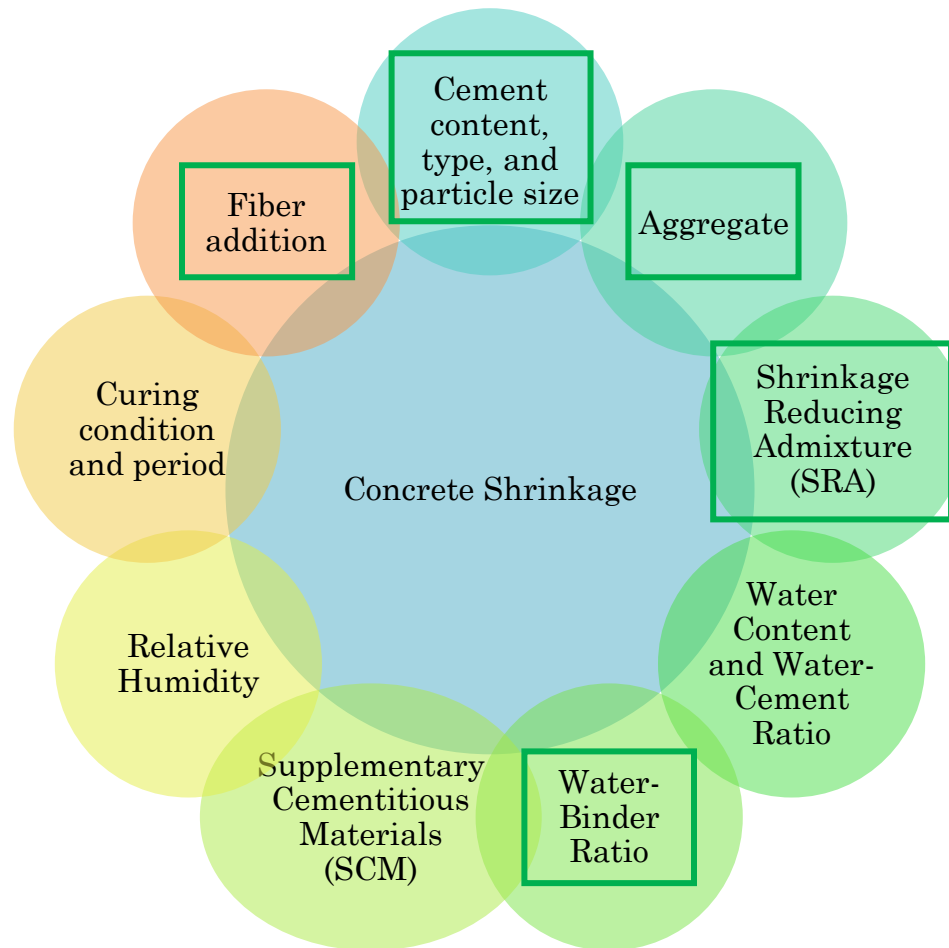 Cement
content,
type, and
particle size
Aggregate
Shrinkage
Reducing
Admixture
(SRA)
Water
Content
and Water-
Cement
Ratio
Water-
Binder
Ratio
Supplementary
Cementitious
Materials
(SCM)
Relative
Humidity
Curing
condition
and period
Fiber
addition
Concrete Shrinkage